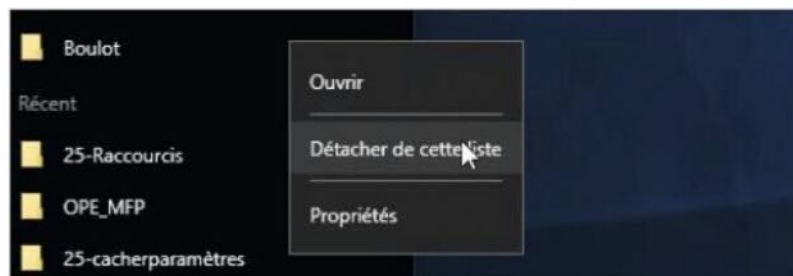 Boulot
Récent
25-Raccourcis
OPE_MFP
25-cacherparamètres
Ouvrir
Détacher de cette liste
Propriétés